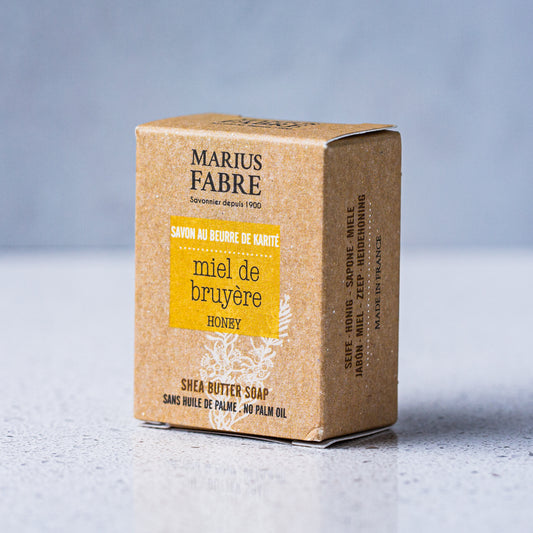 MARIUS
FABRE
Savonnier depuis 1900
SAVON AU BEURRE DE KARITÉ
miel de
bruyère
HONEY
SHEA BUTTER SOAP
SANS HUILE DE PALME . NO PALM OIL
SEIFE - HONIG - SAPONE - MIELE
JABÓN - MIEL - ZEEP - HEIDEHONING
MADE IN FRANCE